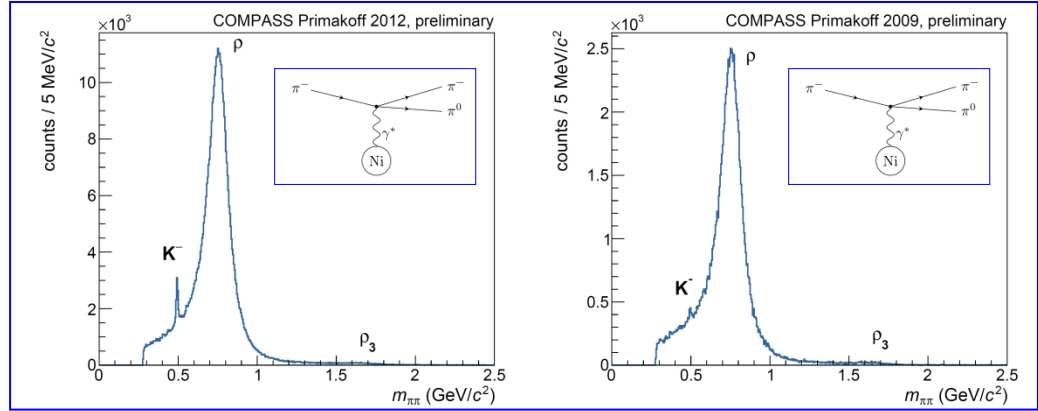 COMPASS Primakoff 2012, preliminary
×10³
counts / 5 MeV/c²
10
8
6
4
2
0
ρ
K⁻
ρ₃
π⁻
π⁻
π⁰
γ*
Ni
0 0.5 1 1.5 2 2.5
m_ππ (GeV/c²)
COMPASS Primakoff 2009, preliminary
×10³
counts / 5 MeV/c²
2.5
2
1.5
1
0.5
0
ρ
K⁻
ρ₃
π⁻
π⁻
π⁰
γ*
Ni
0 0.5 1 1.5 2 2.5
m_ππ (GeV/c²)